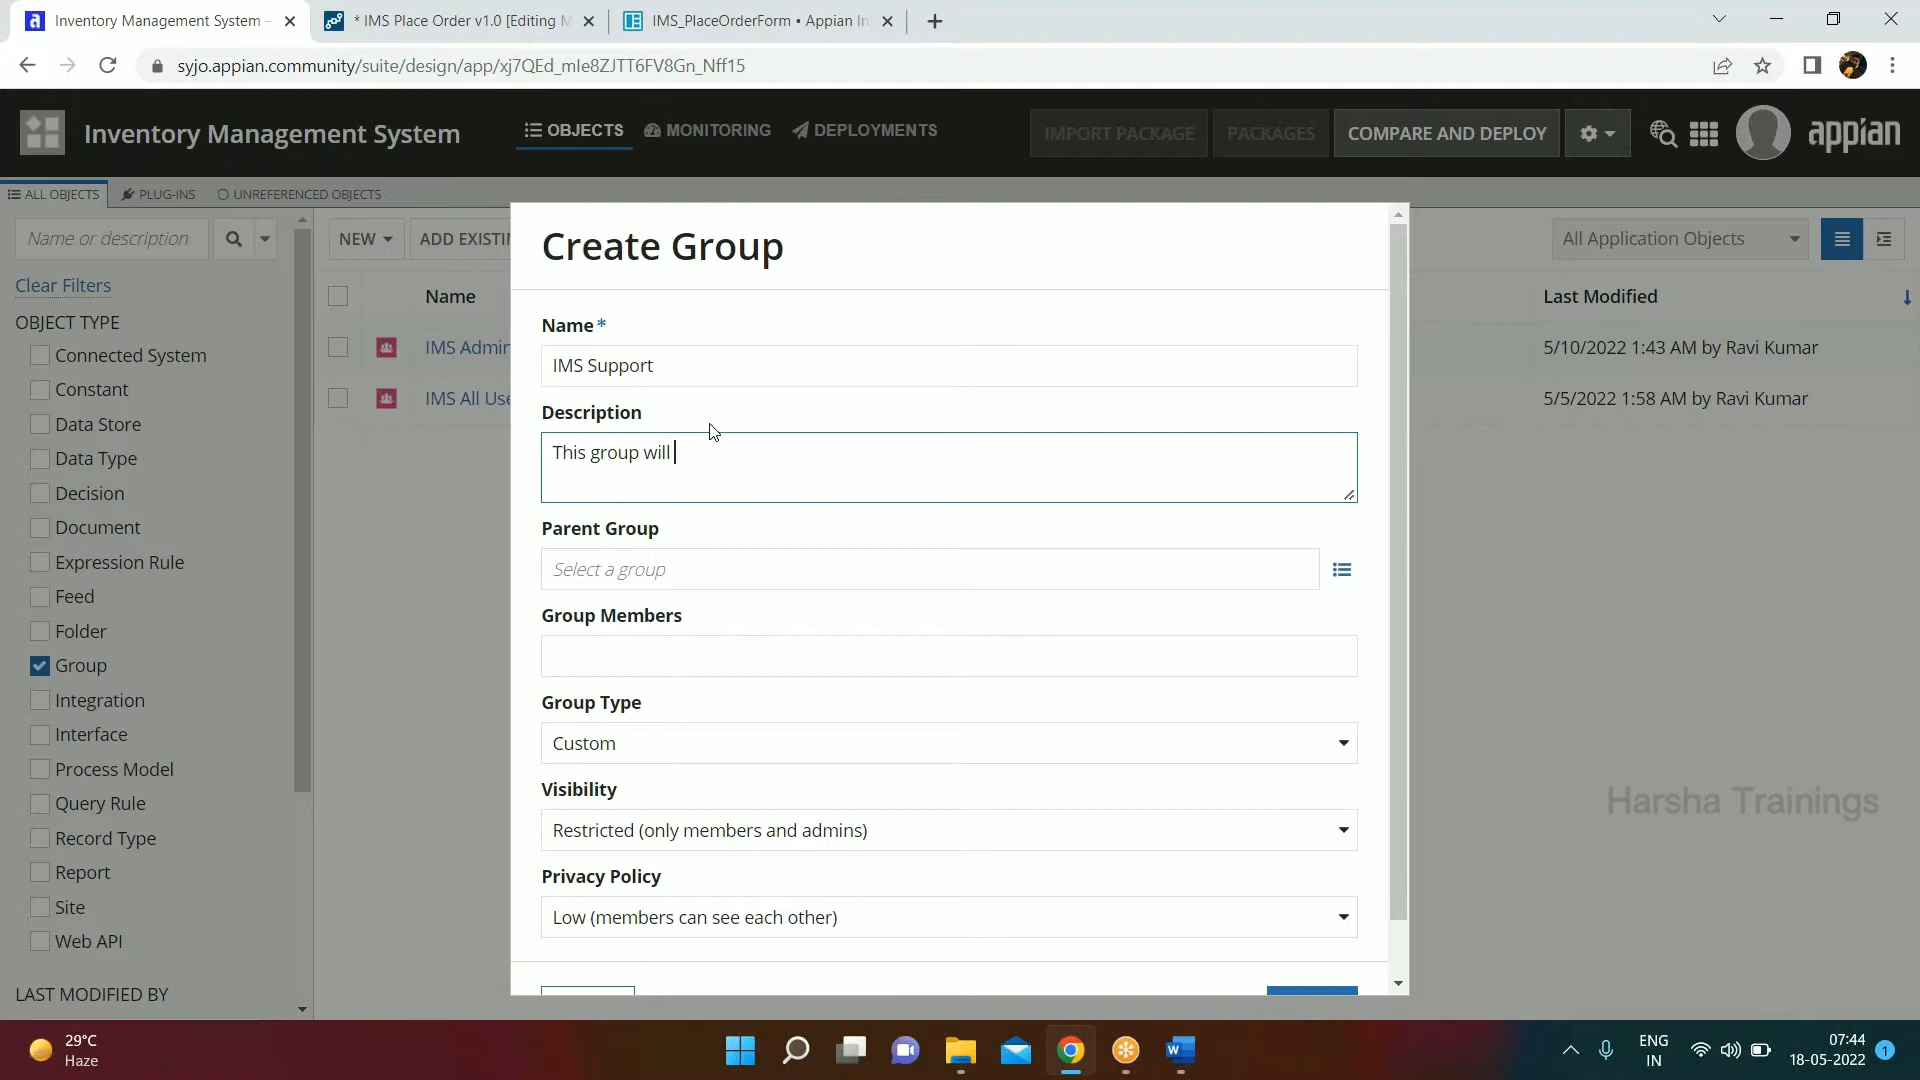 Inventory Management System -
* IMS Place Order v1.0 [Editing M
IMS_PlaceOrderForm • Appian In
syjo.appian.community/suite/design/app/xj7QEd_mle8ZJTT6FV8Gn_Nff15
Inventory Management System
OBJECTS
MONITORING
DEPLOYMENTS
IMPORT PACKAGE
PACKAGES
COMPARE AND DEPLOY
appian
ALL OBJECTS
PLUG-INS
UNREFERENCED OBJECTS
Name or description
NEW
ADD EXISTIN
All Application Objects
Clear Filters
OBJECT TYPE
Connected System
Constant
Data Store
Data Type
Decision
Document
Expression Rule
Feed
Folder
Group
Integration
Interface
Process Model
Query Rule
Record Type
Report
Site
Web API
LAST MODIFIED BY
Name
Last Modified
IMS Admin
5/10/2022 1:43 AM by Ravi Kumar
IMS All Use
5/5/2022 1:58 AM by Ravi Kumar
Create Group
Name*
IMS Support
Description
This group will
Parent Group
Select a group
Group Members
Group Type
Custom
Visibility
Restricted (only members and admins)
Privacy Policy
Low (members can see each other)
Harsha Trainings
29°C
Haze
ENG
IN
07:44
18-05-2022
1